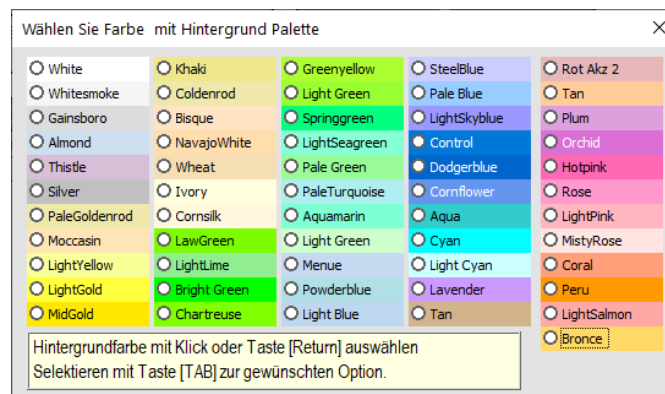 Wählen Sie Farbe mit Hintergrund Palette
White
Whitesmoke
Gainsboro
Almond
Thistle
Silver
PaleGoldenrod
Moccasin
LightYellow
LightGold
MidGold
Khaki
Coldenrod
Bisque
NavajoWhite
Wheat
Ivory
Cornsilk
LawGreen
LightLime
Bright Green
Chartreuse
Greenyellow
Light Green
Springgreen
LightSeagreen
Pale Green
PaleTurquoise
Aquamarin
Light Green
Menue
Powderblue
Light Blue
SteelBlue
Pale Blue
LightSkyblue
Control
Dodgerblue
Cornflower
Aqua
Cyan
Light Cyan
Lavender
Tan
Rot Akz 2
Tan
Plum
Orchid
Hotpink
Rose
LightPink
MistyRose
Coral
Peru
LightSalmon
Bronce
Hintergrundfarbe mit Klick oder Taste [Return] auswählen
Selektieren mit Taste [TAB] zur gewünschten Option.